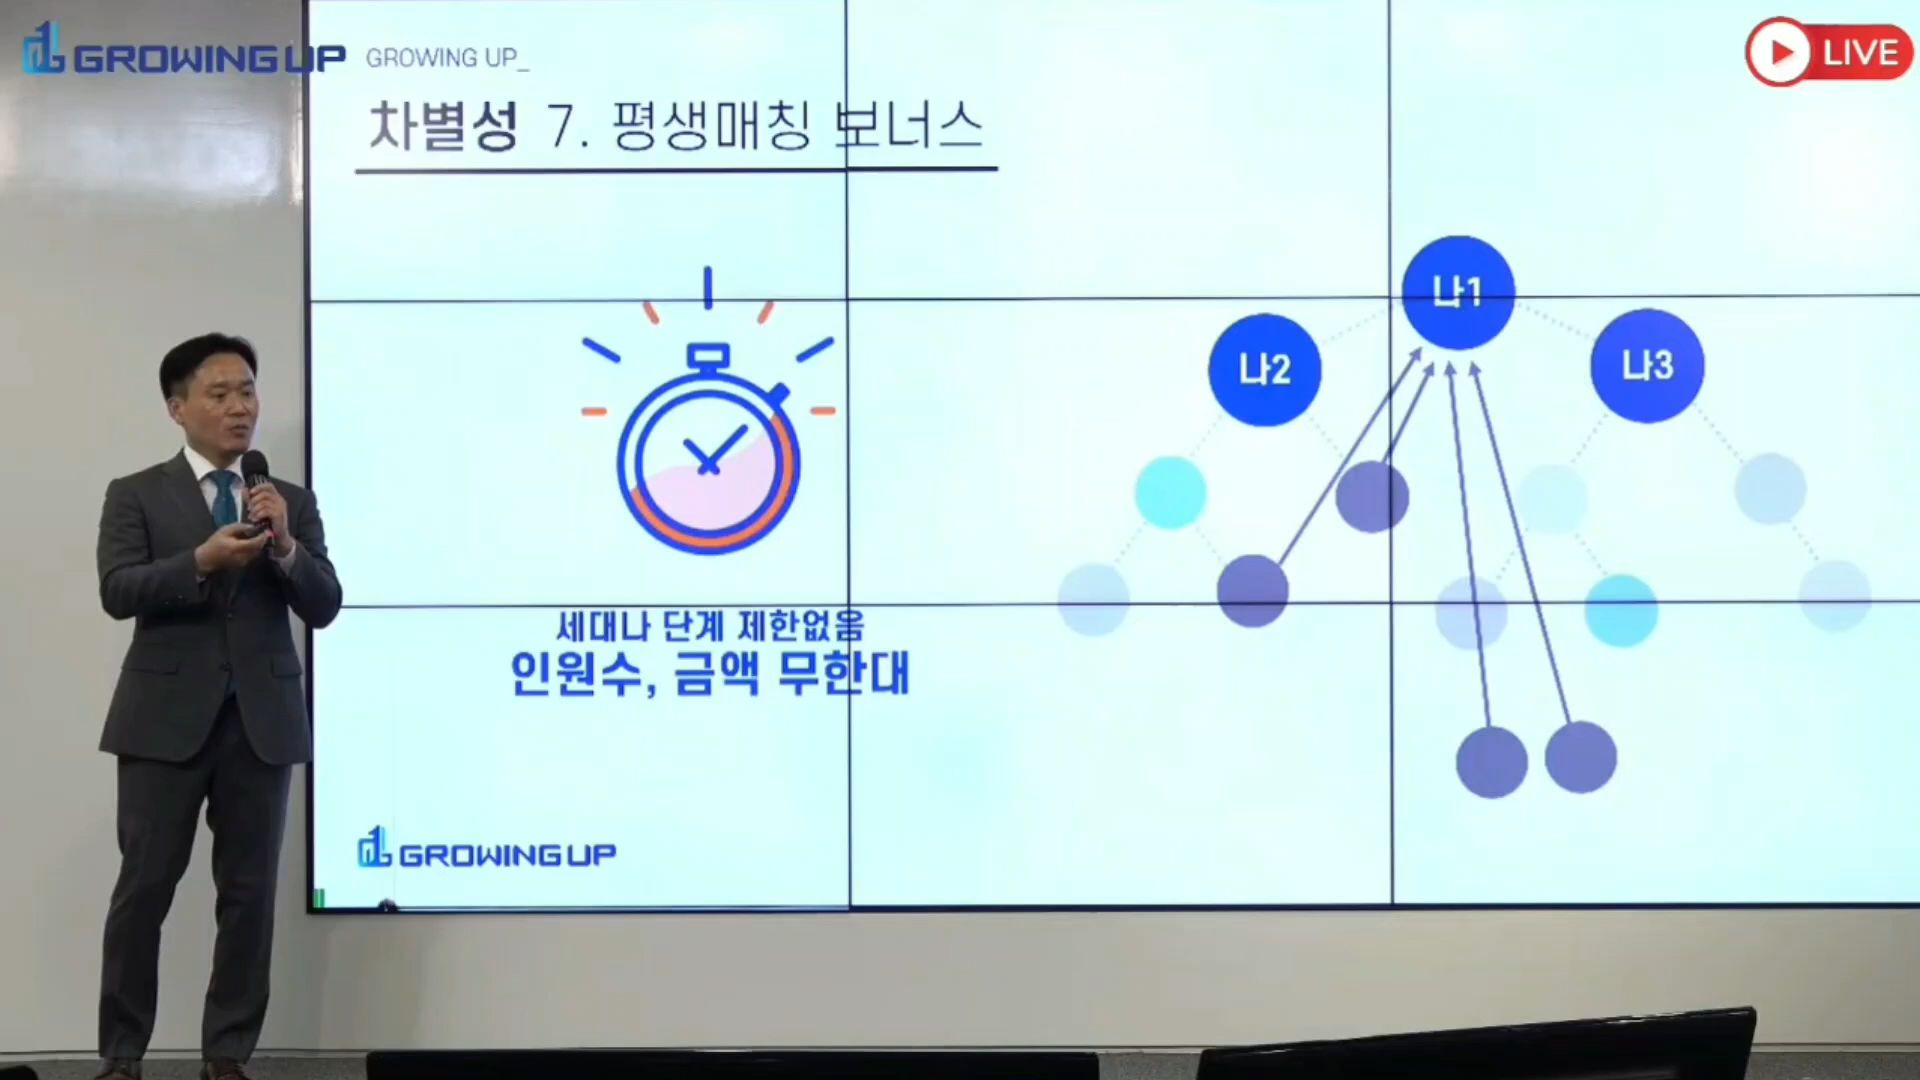 GROWING UP
GROWING UP_
LIVE
차별성 7. 평생매칭 보너스
나1
나2
나3
세대나 단계 제한없음
인원수, 금액 무한대
GROWING UP